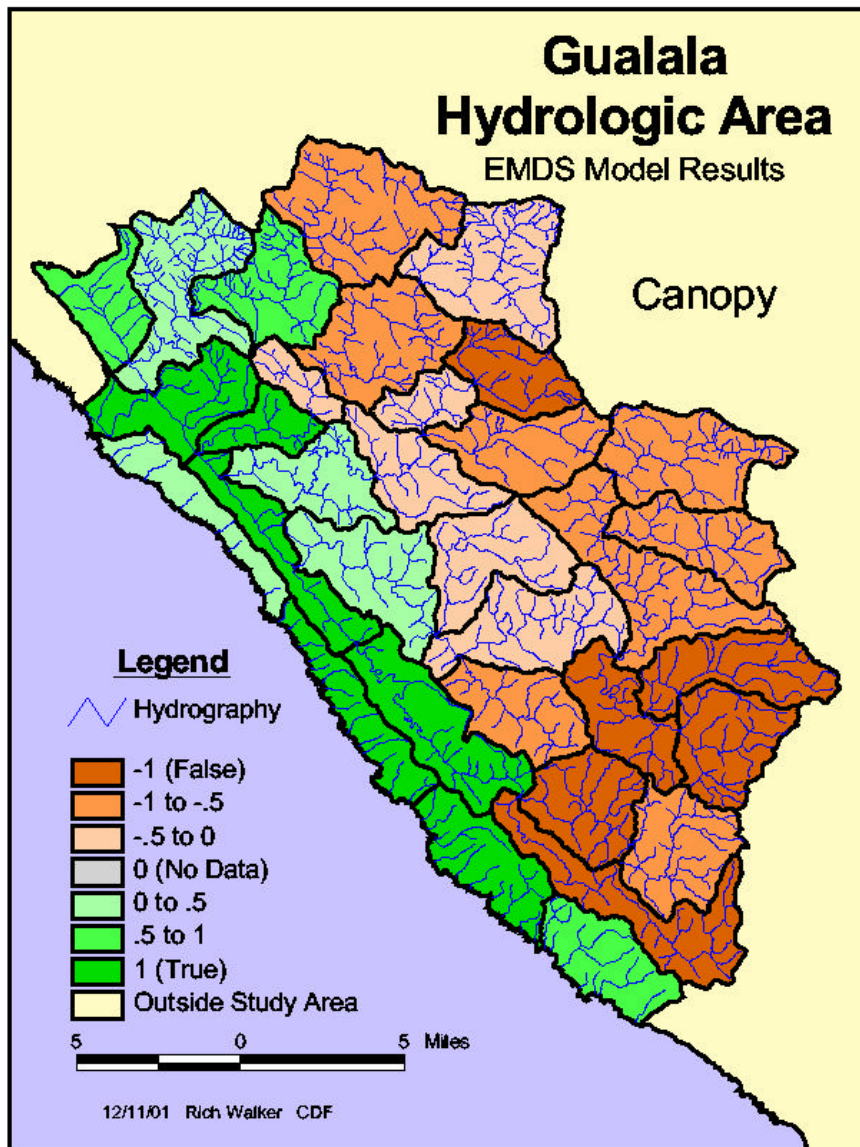 Gualala
Hydrologic Area
EMDS Model Results
Canopy
Legend
Hydrography
-1 (False)
-1 to -.5
-.5 to 0
0 (No Data)
0 to .5
.5 to 1
1 (True)
Outside Study Area
5 0 5 Miles
12/11/01 Rich Walker CDF